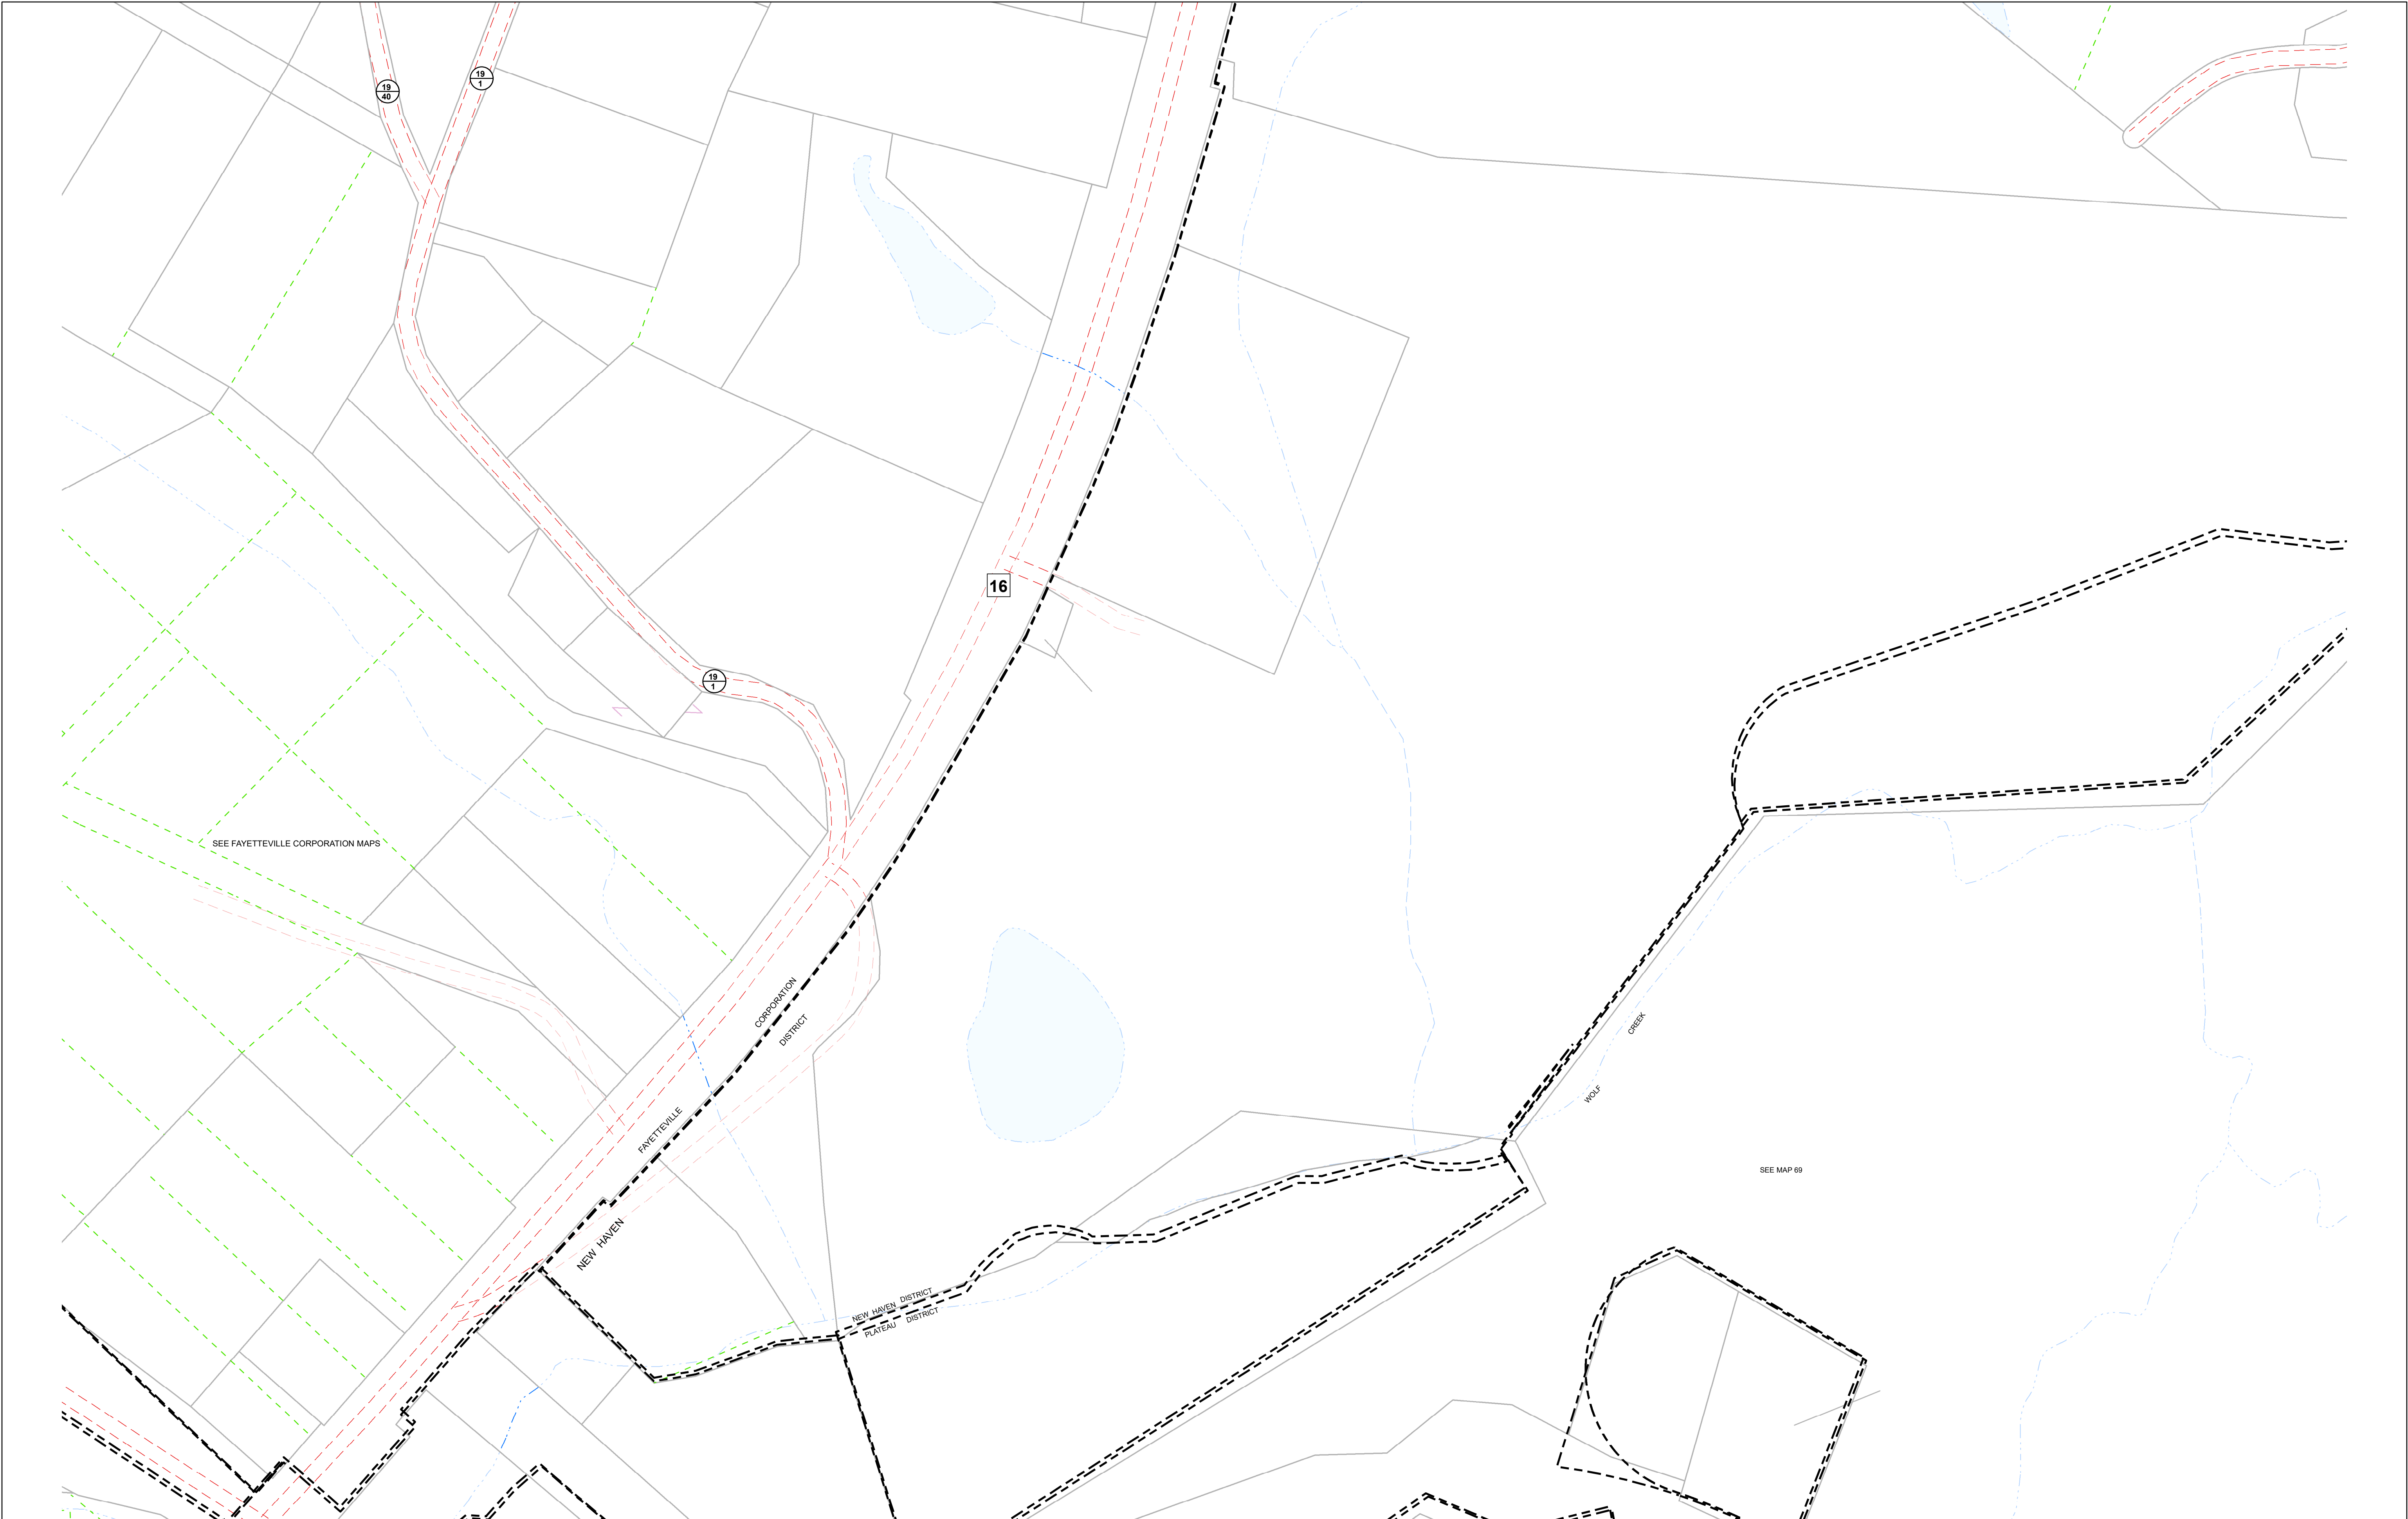 19
40
19
1
16
19
1
SEE FAYETTEVILLE CORPORATION MAPS
FAYETTEVILLE CORPORATION
NEW HAVEN DISTRICT
WOLF CREEK
SEE MAP 69
NEW HAVEN DISTRICT
PLATEAU DISTRICT